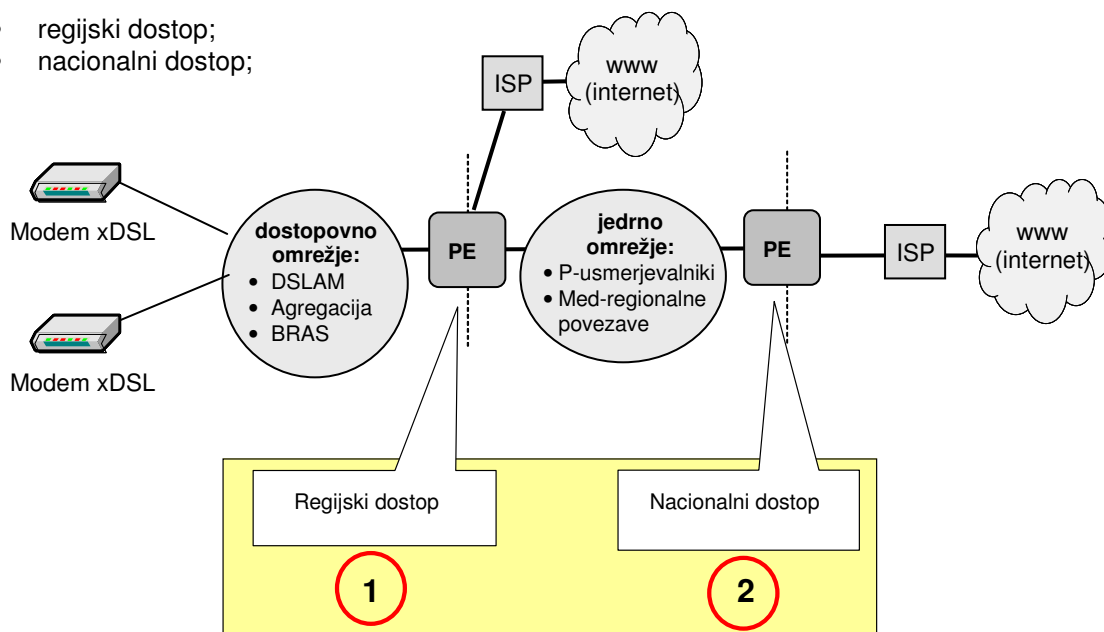 • regijski dostop;
• nacionalni dostop;
ISP
www
(internet)
Modem xDSL
Modem xDSL
dostopovno
omrežje:
• DSLAM
• Agregacija
• BRAS
PE
jedrno
omrežje:
• P-usmerjevalniki
• Med-regionalne
povezave
PE
ISP
www
(internet)
Regijski dostop
Nacionalni dostop
1
2